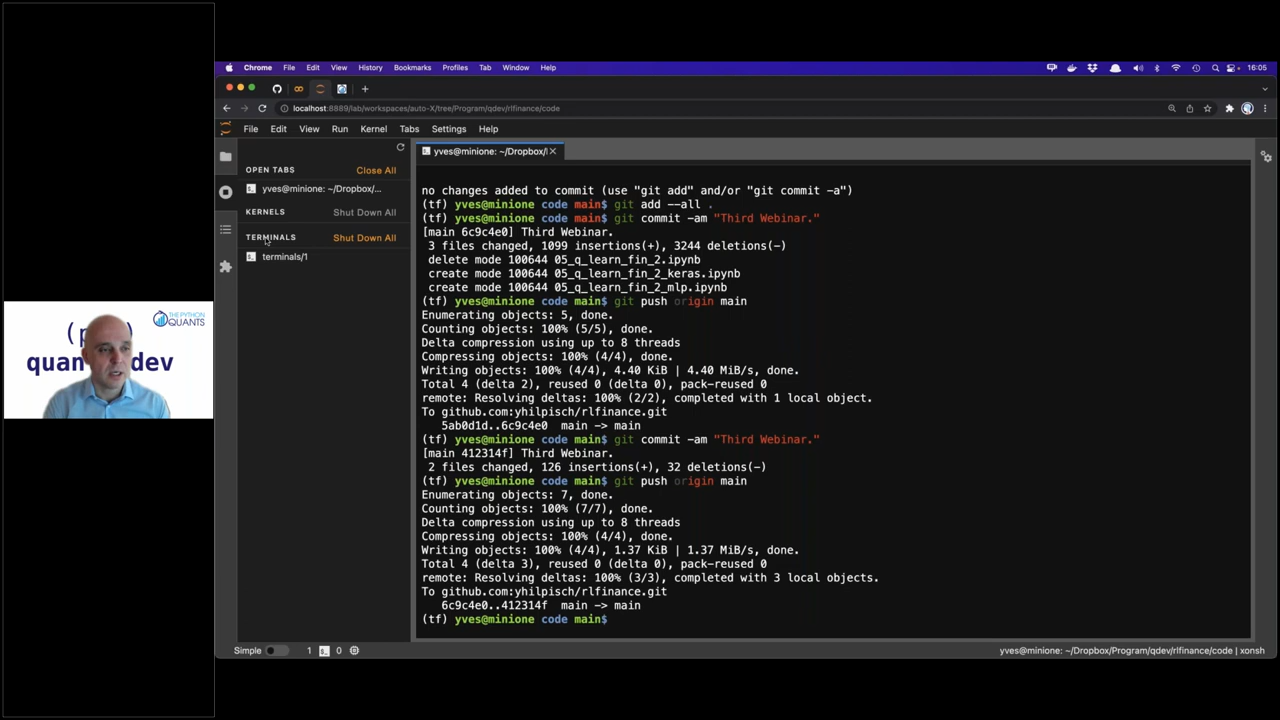 Chrome File Edit View History Bookmarks Profiles Tab Window Help 16:05
localhost:8889/lab/workspaces/auto-X/tree/Program/qdev/rlfinance/code
File Edit View Run Kernel Tabs Settings Help
OPEN TABS Close All
yves@minione: ~/Dropbox/...
KERNELS Shut Down All
TERMINALS Shut Down All
terminals/1
yves@minione: ~/Dropbox/
no changes added to commit (use "git add" and/or "git commit -a")
(tf) yves@minione code main$ git add --all .
(tf) yves@minione code main$ git commit -am "Third Webinar."
[main 6c9c4e0] Third Webinar.
3 files changed, 1099 insertions(+), 3244 deletions(-)
delete mode 100644 05_q_learn_fin_2.ipynb
create mode 100644 05_q_learn_fin_2_keras.ipynb
create mode 100644 05_q_learn_fin_2_mlp.ipynb
(tf) yves@minione code main$ git push origin main
Enumerating objects: 5, done.
Counting objects: 100% (5/5), done.
Delta compression using up to 8 threads
Compressing objects: 100% (4/4), done.
Writing objects: 100% (4/4), 4.40 KiB | 4.40 MiB/s, done.
Total 4 (delta 2), reused 0 (delta 0), pack-reused 0
remote: Resolving deltas: 100% (2/2), completed with 1 local object.
To github.com:yhilpisch/rlfinance.git
5ab0d1d..6c9c4e0 main -> main
(tf) yves@minione code main$ git commit -am "Third Webinar."
[main 412314f] Third Webinar.
2 files changed, 126 insertions(+), 32 deletions(-)
(tf) yves@minione code main$ git push origin main
Enumerating objects: 7, done.
Counting objects: 100% (7/7), done.
Delta compression using up to 8 threads
Compressing objects: 100% (4/4), done.
Writing objects: 100% (4/4), 1.37 KiB | 1.37 MiB/s, done.
Total 4 (delta 3), reused 0 (delta 0), pack-reused 0
remote: Resolving deltas: 100% (3/3), completed with 3 local objects.
To github.com:yhilpisch/rlfinance.git
6c9c4e0..412314f main -> main
(tf) yves@minione code main$
Simple 1 0 yves@minione: ~/Dropbox/Program/qdev/rlfinance/code | xonsh
THE PYTHON
QUANTS